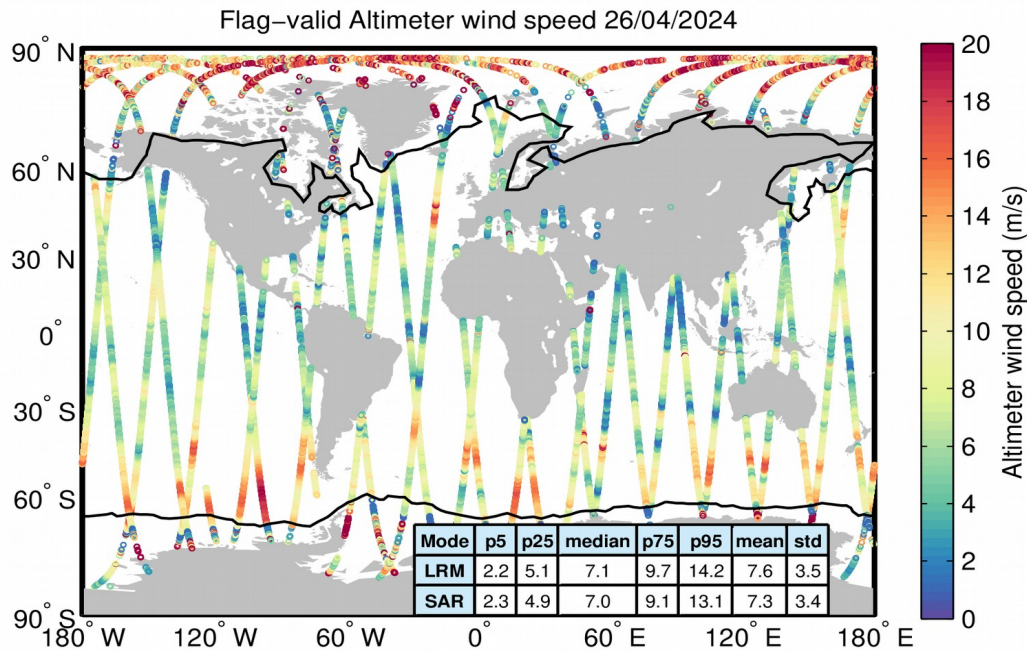 Flag−valid Altimeter wind speed 26/04/2024
90° N
60° N
30° N
0°
30° S
60° S
90° S
180° W
120° W
60° W
0°
60° E
120° E
180° E
Mode p5 p25 median p75 p95 mean std
LRM 2.2 5.1 7.1 9.7 14.2 7.6 3.5
SAR 2.3 4.9 7.0 9.1 13.1 7.3 3.4
20
18
16
14
12
10
8
6
4
2
0
Altimeter wind speed (m/s)